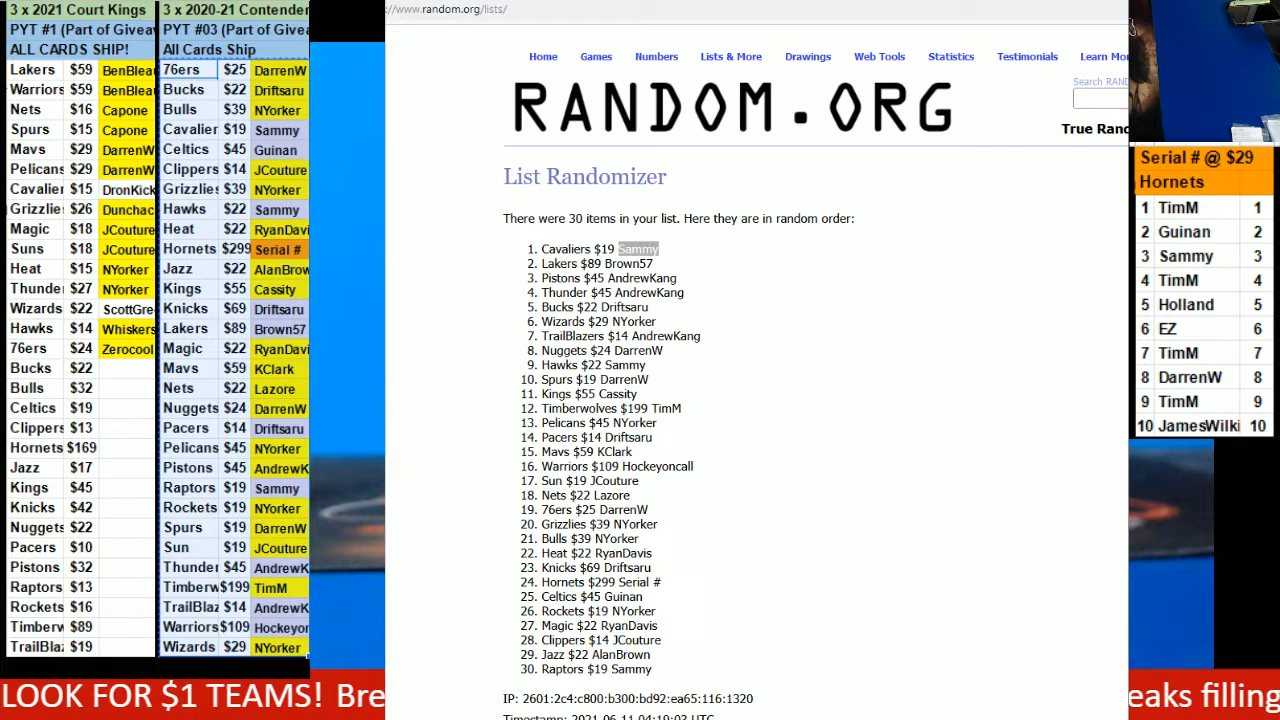 3 x 2021 Court Kings
PYT #1 (Part of Giveav
ALL CARDS SHIP!
Lakers $59 BenBlea
Warriors $59 BenBlea
Nets $16 Capone
Spurs $15 Capone
Mavs $29 DarrenW
Pelicans $29 DarrenW
Cavalie $15 DronKick
Grizzlies $26 Dunchac
Magic $18 JCouture
Suns $18 JCouture
Heat $15 NYorker
Thunder $27 NYorker
Wizards $22 ScottGre
Hawks $14 Whiskers
76ers $24 Zerocool
Bucks $22
Bulls $32
Celtics $19
Clippers $13
Hornets $169
Jazz $17
Kings $45
Knicks $42
Nuggets $22
Pacers $10
Pistons $32
Raptors $13
Rockets $16
Timberw $89
TrailBlaz $19
3 x 2020-21 Contender
PYT #03 (Part of Givea
All Cards Ship
76ers $25 DarrenW
Bucks $22 Driftsaru
Bulls $39 NYorker
Cavalier $19 Sammy
Celtics $45 Guinan
Clippers $14 JCouture
Grizzlies $39 NYorker
Hawks $22 Sammy
Heat $22 RyanDavi
Hornets $299 Serial #
Jazz $22 AlanBrow
Kings $55 Cassity
Knicks $69 Driftsaru
Lakers $89 Brown57
Magic $22 RyanDavi
Mavs $59 KClark
Nets $22 Lazore
Nuggets $24 DarrenW
Pacers $14 Driftsaru
Pelicans $45 NYorker
Pistons $45 AndrewK
Raptors $19 Sammy
Rockets $19 NYorker
Spurs $19 DarrenW
Sun $19 JCouture
Thunder $45 AndrewK
Timberw $199 TimM
TrailBlaz $14 AndrewK
Warriors $109 Hockeyon
Wizards $29 NYorker
/www.random.org/lists/
Home Games Numbers Lists & More Drawings Web Tools Statistics Testimonials Learn Mo
Search RAND
RANDOM.ORG
True Rand
List Randomizer
There were 30 items in your list. Here they are in random order:
1. Cavaliers $19 Sammy
2. Lakers $89 Brown57
3. Pistons $45 AndrewKang
4. Thunder $45 AndrewKang
5. Bucks $22 Driftsaru
6. Wizards $29 NYorker
7. TrailBlazers $14 AndrewKang
8. Nuggets $24 DarrenW
9. Hawks $22 Sammy
10. Spurs $19 DarrenW
11. Kings $55 Cassity
12. Timberwolves $199 TimM
13. Pelicans $45 NYorker
14. Pacers $14 Driftsaru
15. Mavs $59 KClark
16. Warriors $109 Hockeyoncall
17. Sun $19 JCouture
18. Nets $22 Lazore
19. 76ers $25 DarrenW
20. Grizzlies $39 NYorker
21. Bulls $39 NYorker
22. Heat $22 RyanDavis
23. Knicks $69 Driftsaru
24. Hornets $299 Serial #
25. Celtics $45 Guinan
26. Rockets $19 NYorker
27. Magic $22 RyanDavis
28. Clippers $14 JCouture
29. Jazz $22 AlanBrown
30. Raptors $19 Sammy
IP: 2601:2c4:c800:b300:bd92:ea65:116:1320
Timestamp: 2021-06-11 04:19:03 UTC
Serial # @ $29
Hornets
1 TimM 1
2 Guinan 2
3 Sammy 3
4 TimM 4
5 Holland 5
6 EZ 6
7 TimM 7
8 DarrenW 8
9 TimM 9
10 JamesWilki 10
LOOK FOR $1 TEAMS! Bre
eaks filling